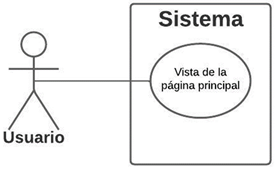 Sistema
Vista de la
página principal
Usuario